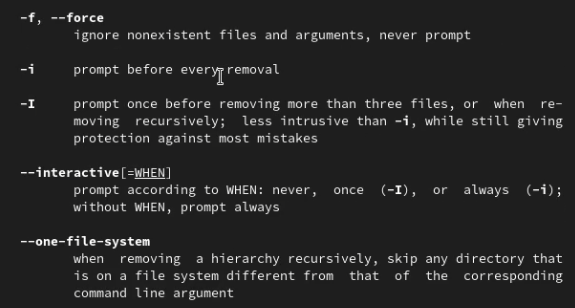 -f, --force
ignore nonexistent files and arguments, never prompt
-i prompt before every removal
-I prompt once before removing more than three files, or when re-
moving recursively; less intrusive than -i, while still giving
protection against most mistakes
--interactive[=WHEN]
prompt according to WHEN: never, once (-I), or always (-i);
without WHEN, prompt always
--one-file-system
when removing a hierarchy recursively, skip any directory that
is on a file system different from that of the corresponding
command line argument